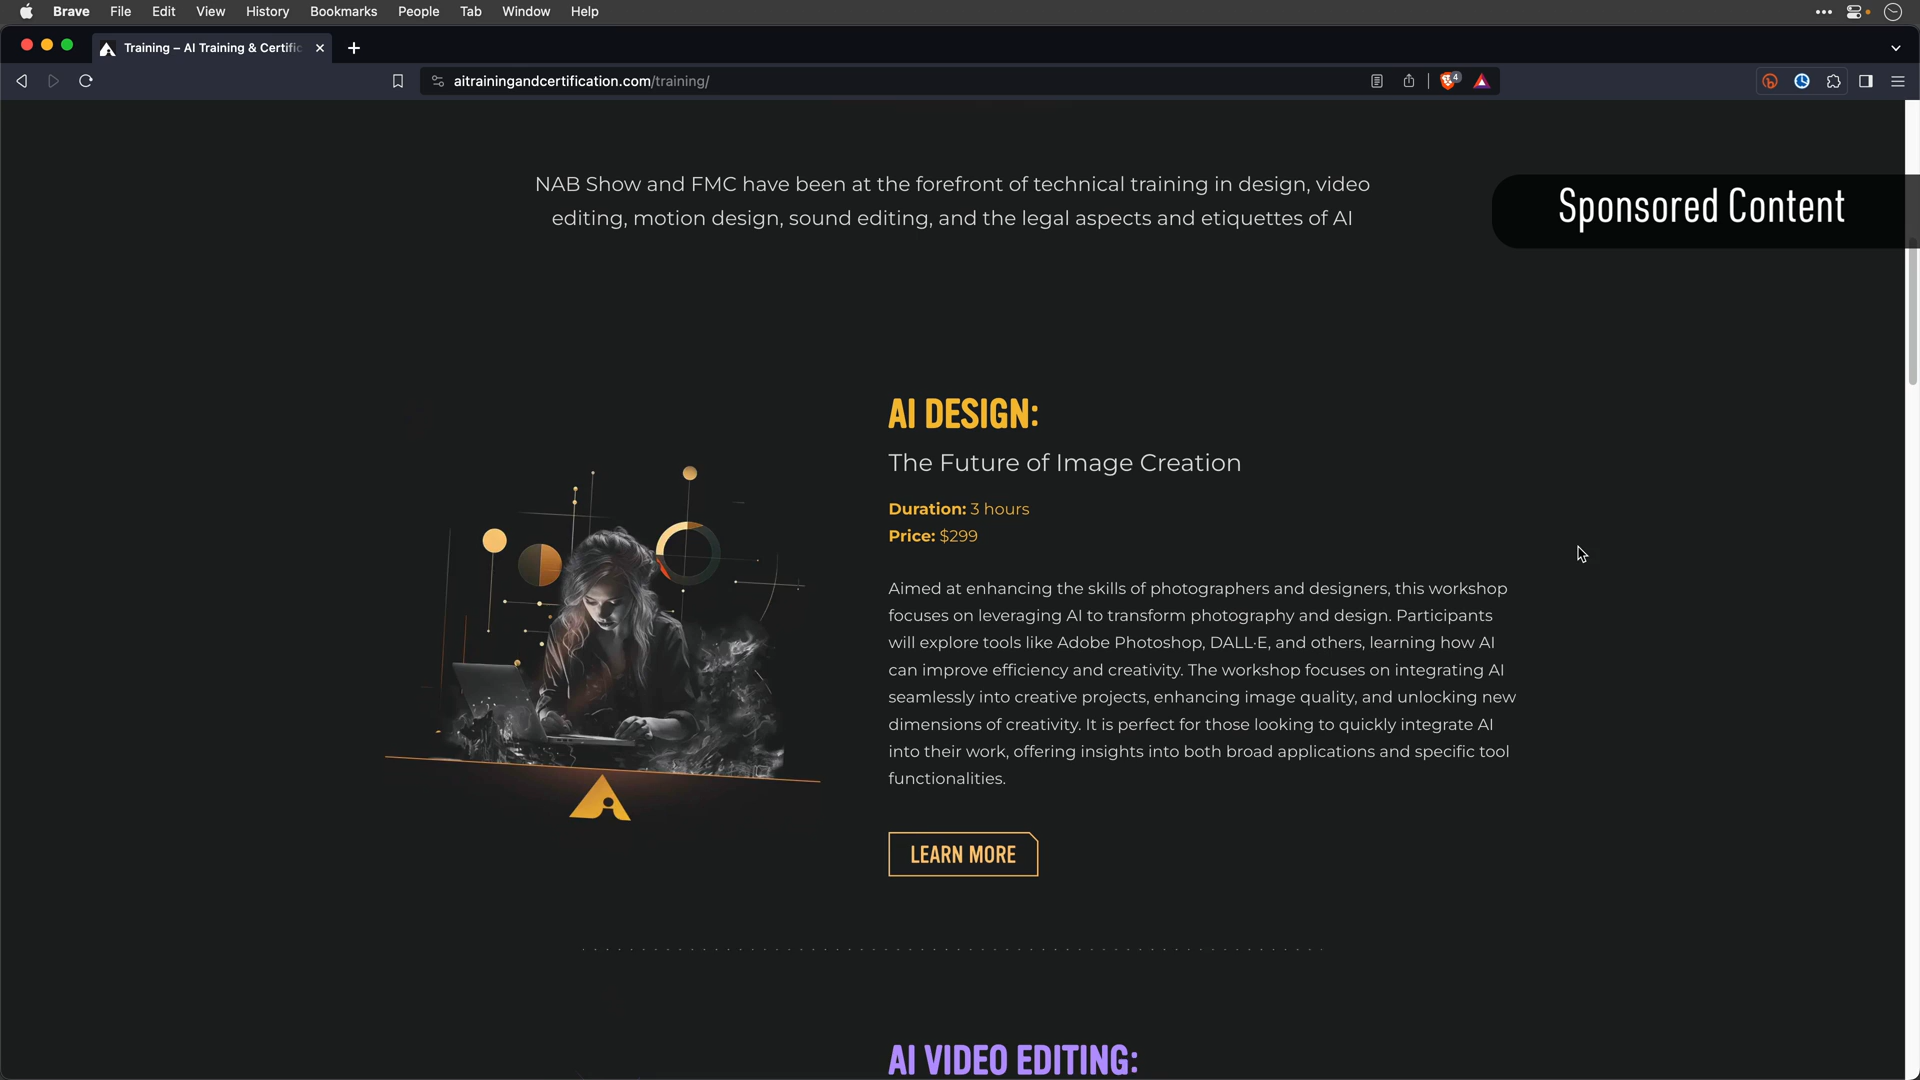 Brave File Edit View History Bookmarks People Tab Window Help
Training – AI Training & Certific
aitrainingandcertification.com/training/
4
NAB Show and FMC have been at the forefront of technical training in design, video
editing, motion design, sound editing, and the legal aspects and etiquettes of AI
Sponsored Content
AI DESIGN:
The Future of Image Creation
Duration: 3 hours
Price: $299
Aimed at enhancing the skills of photographers and designers, this workshop
focuses on leveraging AI to transform photography and design. Participants
will explore tools like Adobe Photoshop, DALL·E, and others, learning how AI
can improve efficiency and creativity. The workshop focuses on integrating AI
seamlessly into creative projects, enhancing image quality, and unlocking new
dimensions of creativity. It is perfect for those looking to quickly integrate AI
into their work, offering insights into both broad applications and specific tool
functionalities.
LEARN MORE
AI VIDEO EDITING: